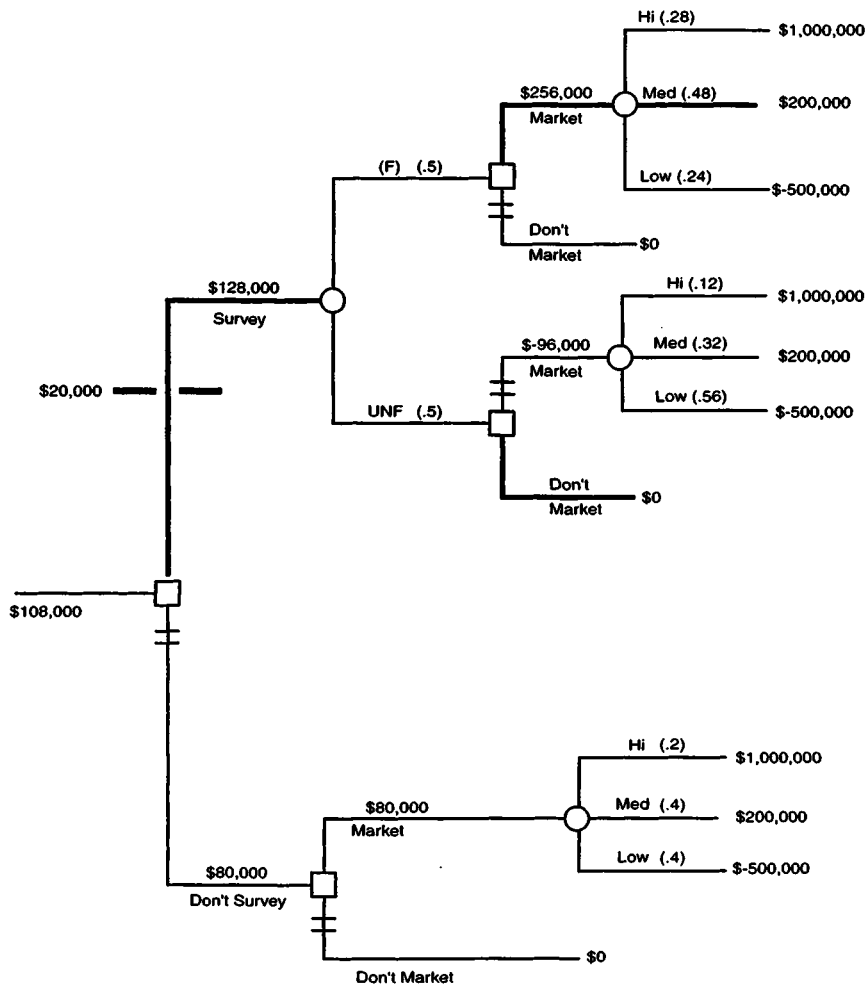 Hi (.28)
$1,000,000
$256,000
Med (.48)
$200,000
Market
(F) (.5)
Low (.24)
$-500,000
Don't
Market
$0
$128,000
Survey
Hi (.12)
$1,000,000
$-96,000
Med (.32)
$200,000
Market
Low (.56)
$-500,000
$20,000
UNF (.5)
Don't
Market
$0
$108,000
Hi (.2)
$1,000,000
$80,000
Market
Med (.4)
$200,000
Low (.4)
$-500,000
$80,000
Don't Survey
$0
Don't Market